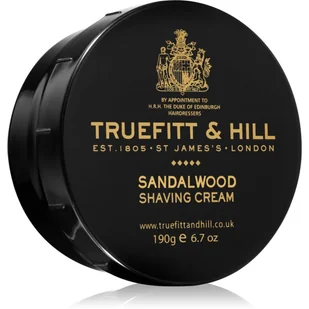 BY APPOINTMENT TO
H.R.H. THE DUKE OF EDINBURGH
HAIRDRESSERS
TRUEFITT & HILL
EST. 1805 • ST JAMES'S • LONDON
SANDALWOOD
SHAVING CREAM
www.truefittandhill.co.uk
190g e 6.7 oz